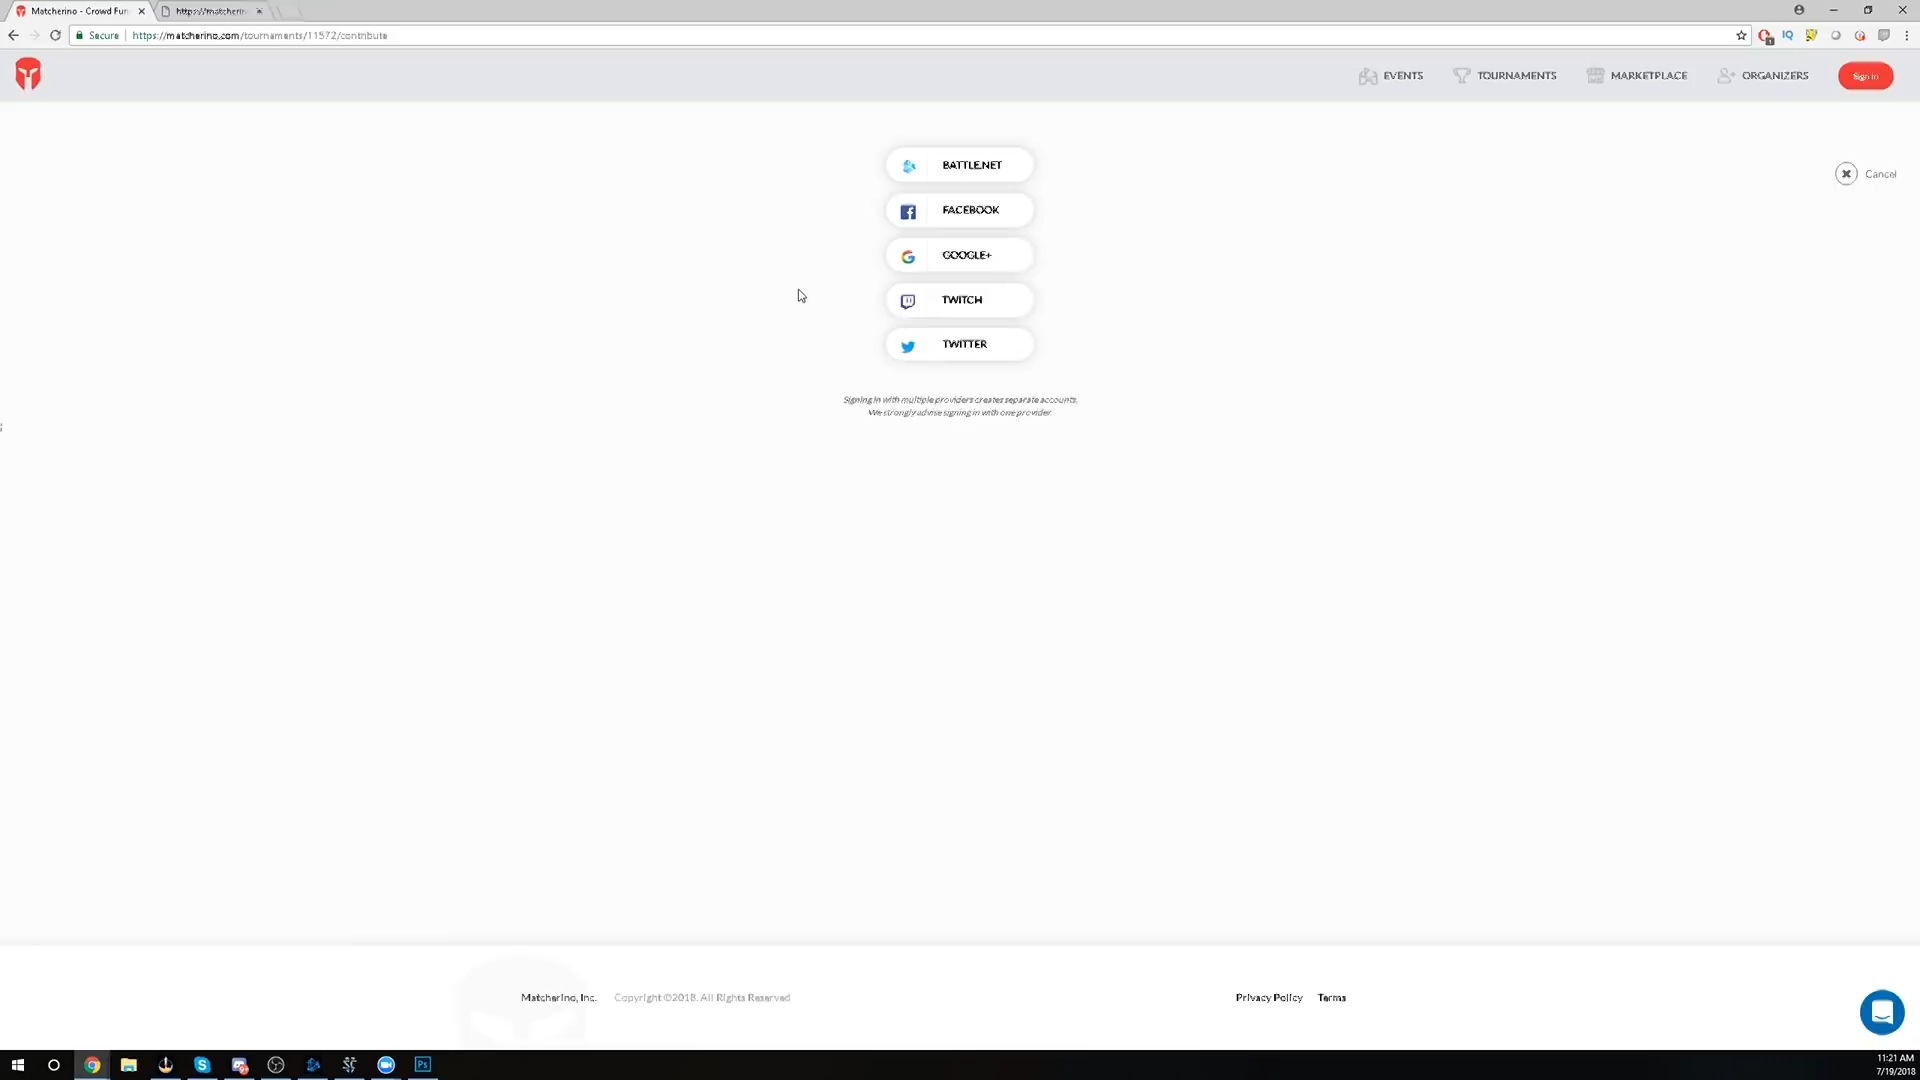 Matcherino - Crowd Fun
https://matcherin
Secure https://matcherino.com/tournaments/11572/contribute
EVENTS TOURNAMENTS MARKETPLACE ORGANIZERS Sign in
BATTLE.NET
Cancel
FACEBOOK
GOOGLE+
TWITCH
TWITTER
Signing in with multiple providers creates separate accounts.
We strongly advise signing in with one provider.
Matcherino, Inc. Copyright ©2018. All Rights Reserved Privacy Policy Terms
11:21 AM
7/19/2018